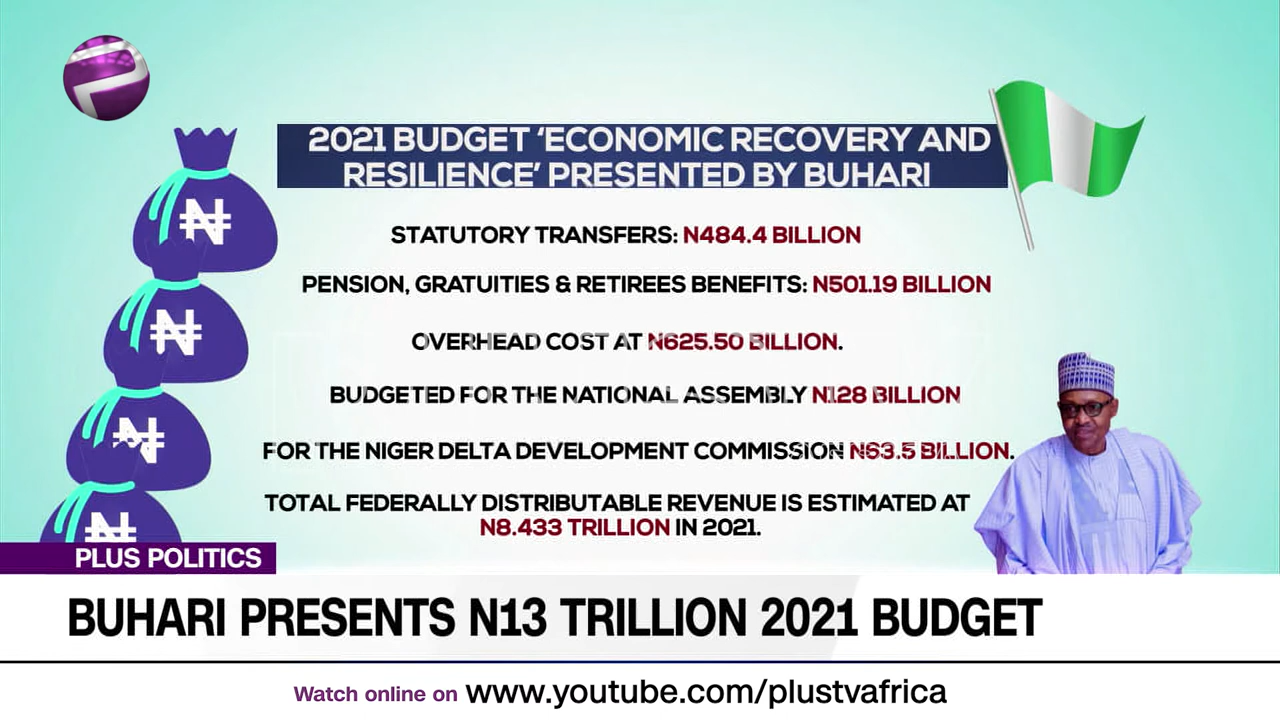 2021 BUDGET ‘ECONOMIC RECOVERY AND
RESILIENCE’ PRESENTED BY BUHARI
STATUTORY TRANSFERS: N484.4 BILLION
PENSION, GRATUITIES & RETIREES BENEFITS: N501.19 BILLION
OVERHEAD COST AT N625.50 BILLION.
BUDGETED FOR THE NATIONAL ASSEMBLY N128 BILLION
FOR THE NIGER DELTA DEVELOPMENT COMMISSION N63.5 BILLION.
TOTAL FEDERALLY DISTRIBUTABLE REVENUE IS ESTIMATED AT
N8.433 TRILLION IN 2021.
₦
₦
₦
₦
PLUS POLITICS
BUHARI PRESENTS N13 TRILLION 2021 BUDGET
Watch online on www.youtube.com/plustvafrica